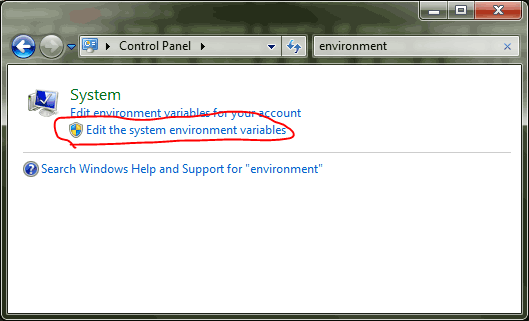 Control Panel
environment
System
Edit environment variables for your account
Edit the system environment variables
Search Windows Help and Support for "environment"